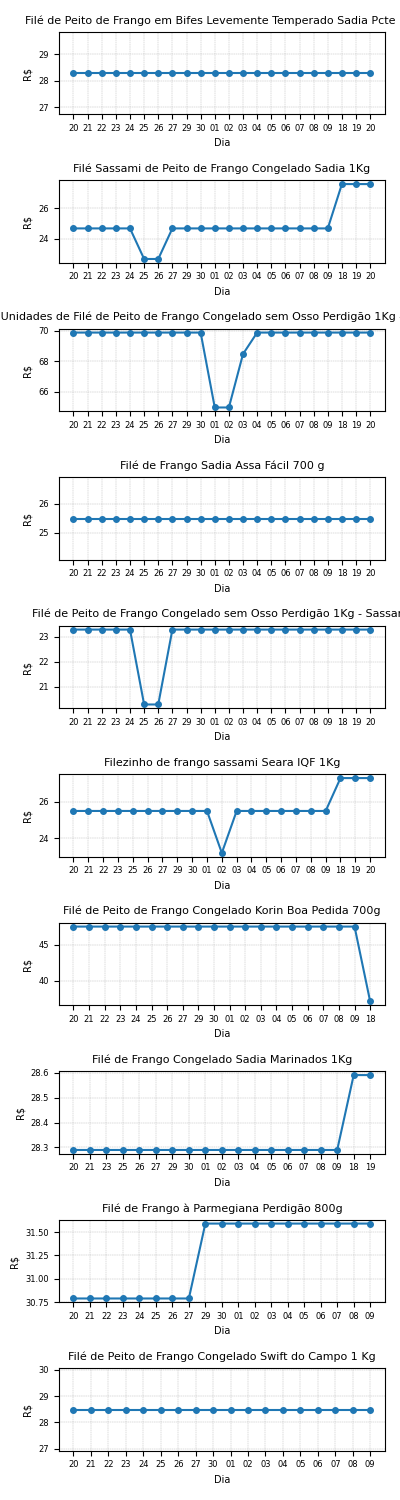 Filé de Peito de Frango em Bifes Levemente Temperado Sadia Pcte
29
28
27
R$
20 21 22 23 24 25 26 27 29 30 01 02 03 04 05 06 07 08 09 18 19 20
Dia
Filé Sassami de Peito de Frango Congelado Sadia 1Kg
26
24
R$
20 21 22 23 24 25 26 27 29 30 01 02 03 04 05 06 07 08 09 18 19 20
Dia
Unidades de Filé de Peito de Frango Congelado sem Osso Perdigão 1Kg
70
68
66
R$
20 21 22 23 24 25 26 27 29 30 01 02 03 04 05 06 07 08 09 18 19 20
Dia
Filé de Frango Sadia Assa Fácil 700 g
26
25
R$
20 21 22 23 24 25 26 27 29 30 01 02 03 04 05 06 07 08 09 18 19 20
Dia
Filé de Peito de Frango Congelado sem Osso Perdigão 1Kg - Sassar
23
22
21
R$
20 21 22 23 24 25 26 27 29 30 01 02 03 04 05 06 07 08 09 18 19 20
Dia
Filezinho de frango sassami Seara IQF 1Kg
26
24
R$
20 21 22 23 24 25 26 27 29 30 01 02 03 04 05 06 07 08 09 18 19 20
Dia
Filé de Peito de Frango Congelado Korin Boa Pedida 700g
45
40
R$
20 21 22 23 24 25 26 27 29 30 01 02 03 04 05 06 07 08 09 18
Dia
Filé de Frango Congelado Sadia Marinados 1Kg
28.6
28.5
28.4
28.3
R$
20 21 23 25 26 27 29 30 01 02 03 04 05 06 07 08 09 18 19
Dia
Filé de Frango à Parmegiana Perdigão 800g
31.50
31.25
31.00
30.75
R$
20 21 22 23 24 25 26 27 29 30 01 02 03 04 05 06 07 08 09
Dia
Filé de Peito de Frango Congelado Swift do Campo 1 Kg
30
29
28
27
R$
20 21 22 23 24 25 26 27 30 01 02 03 04 05 06 07 08 09
Dia